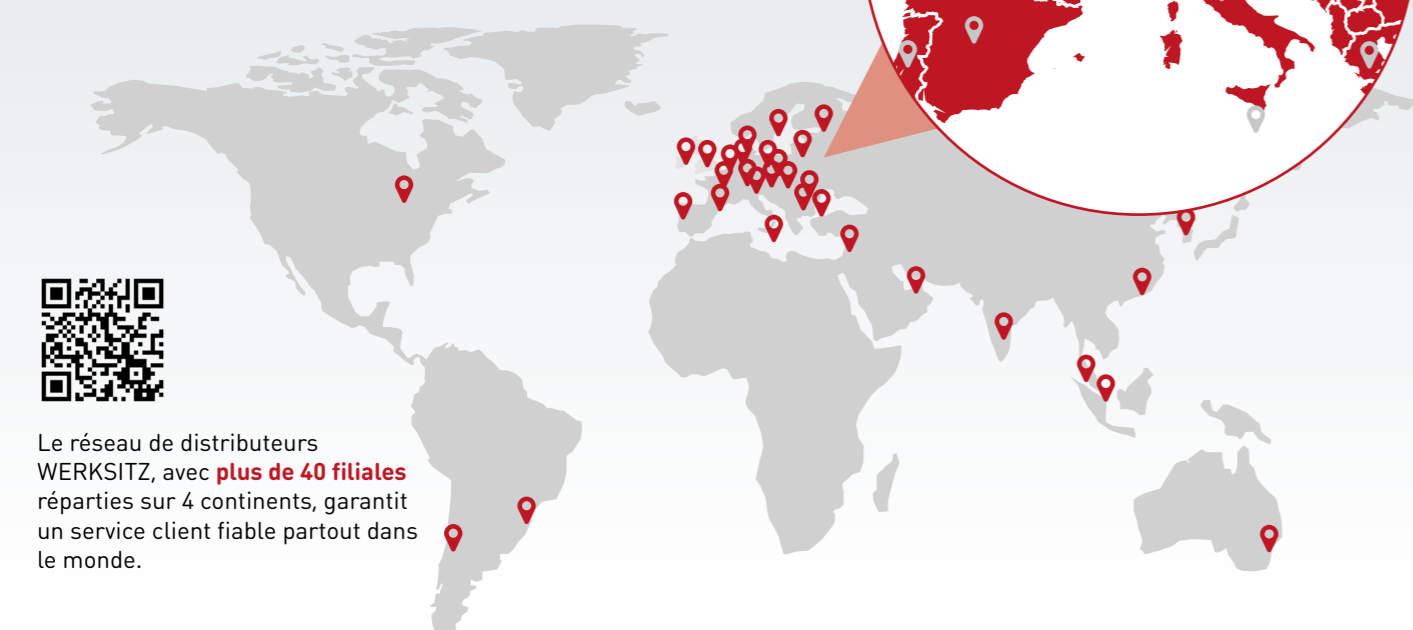 Le réseau de distributeurs
WERKSITZ, avec plus de 40 filiales
réparties sur 4 continents, garantit
un service client fiable partout dans
le monde.